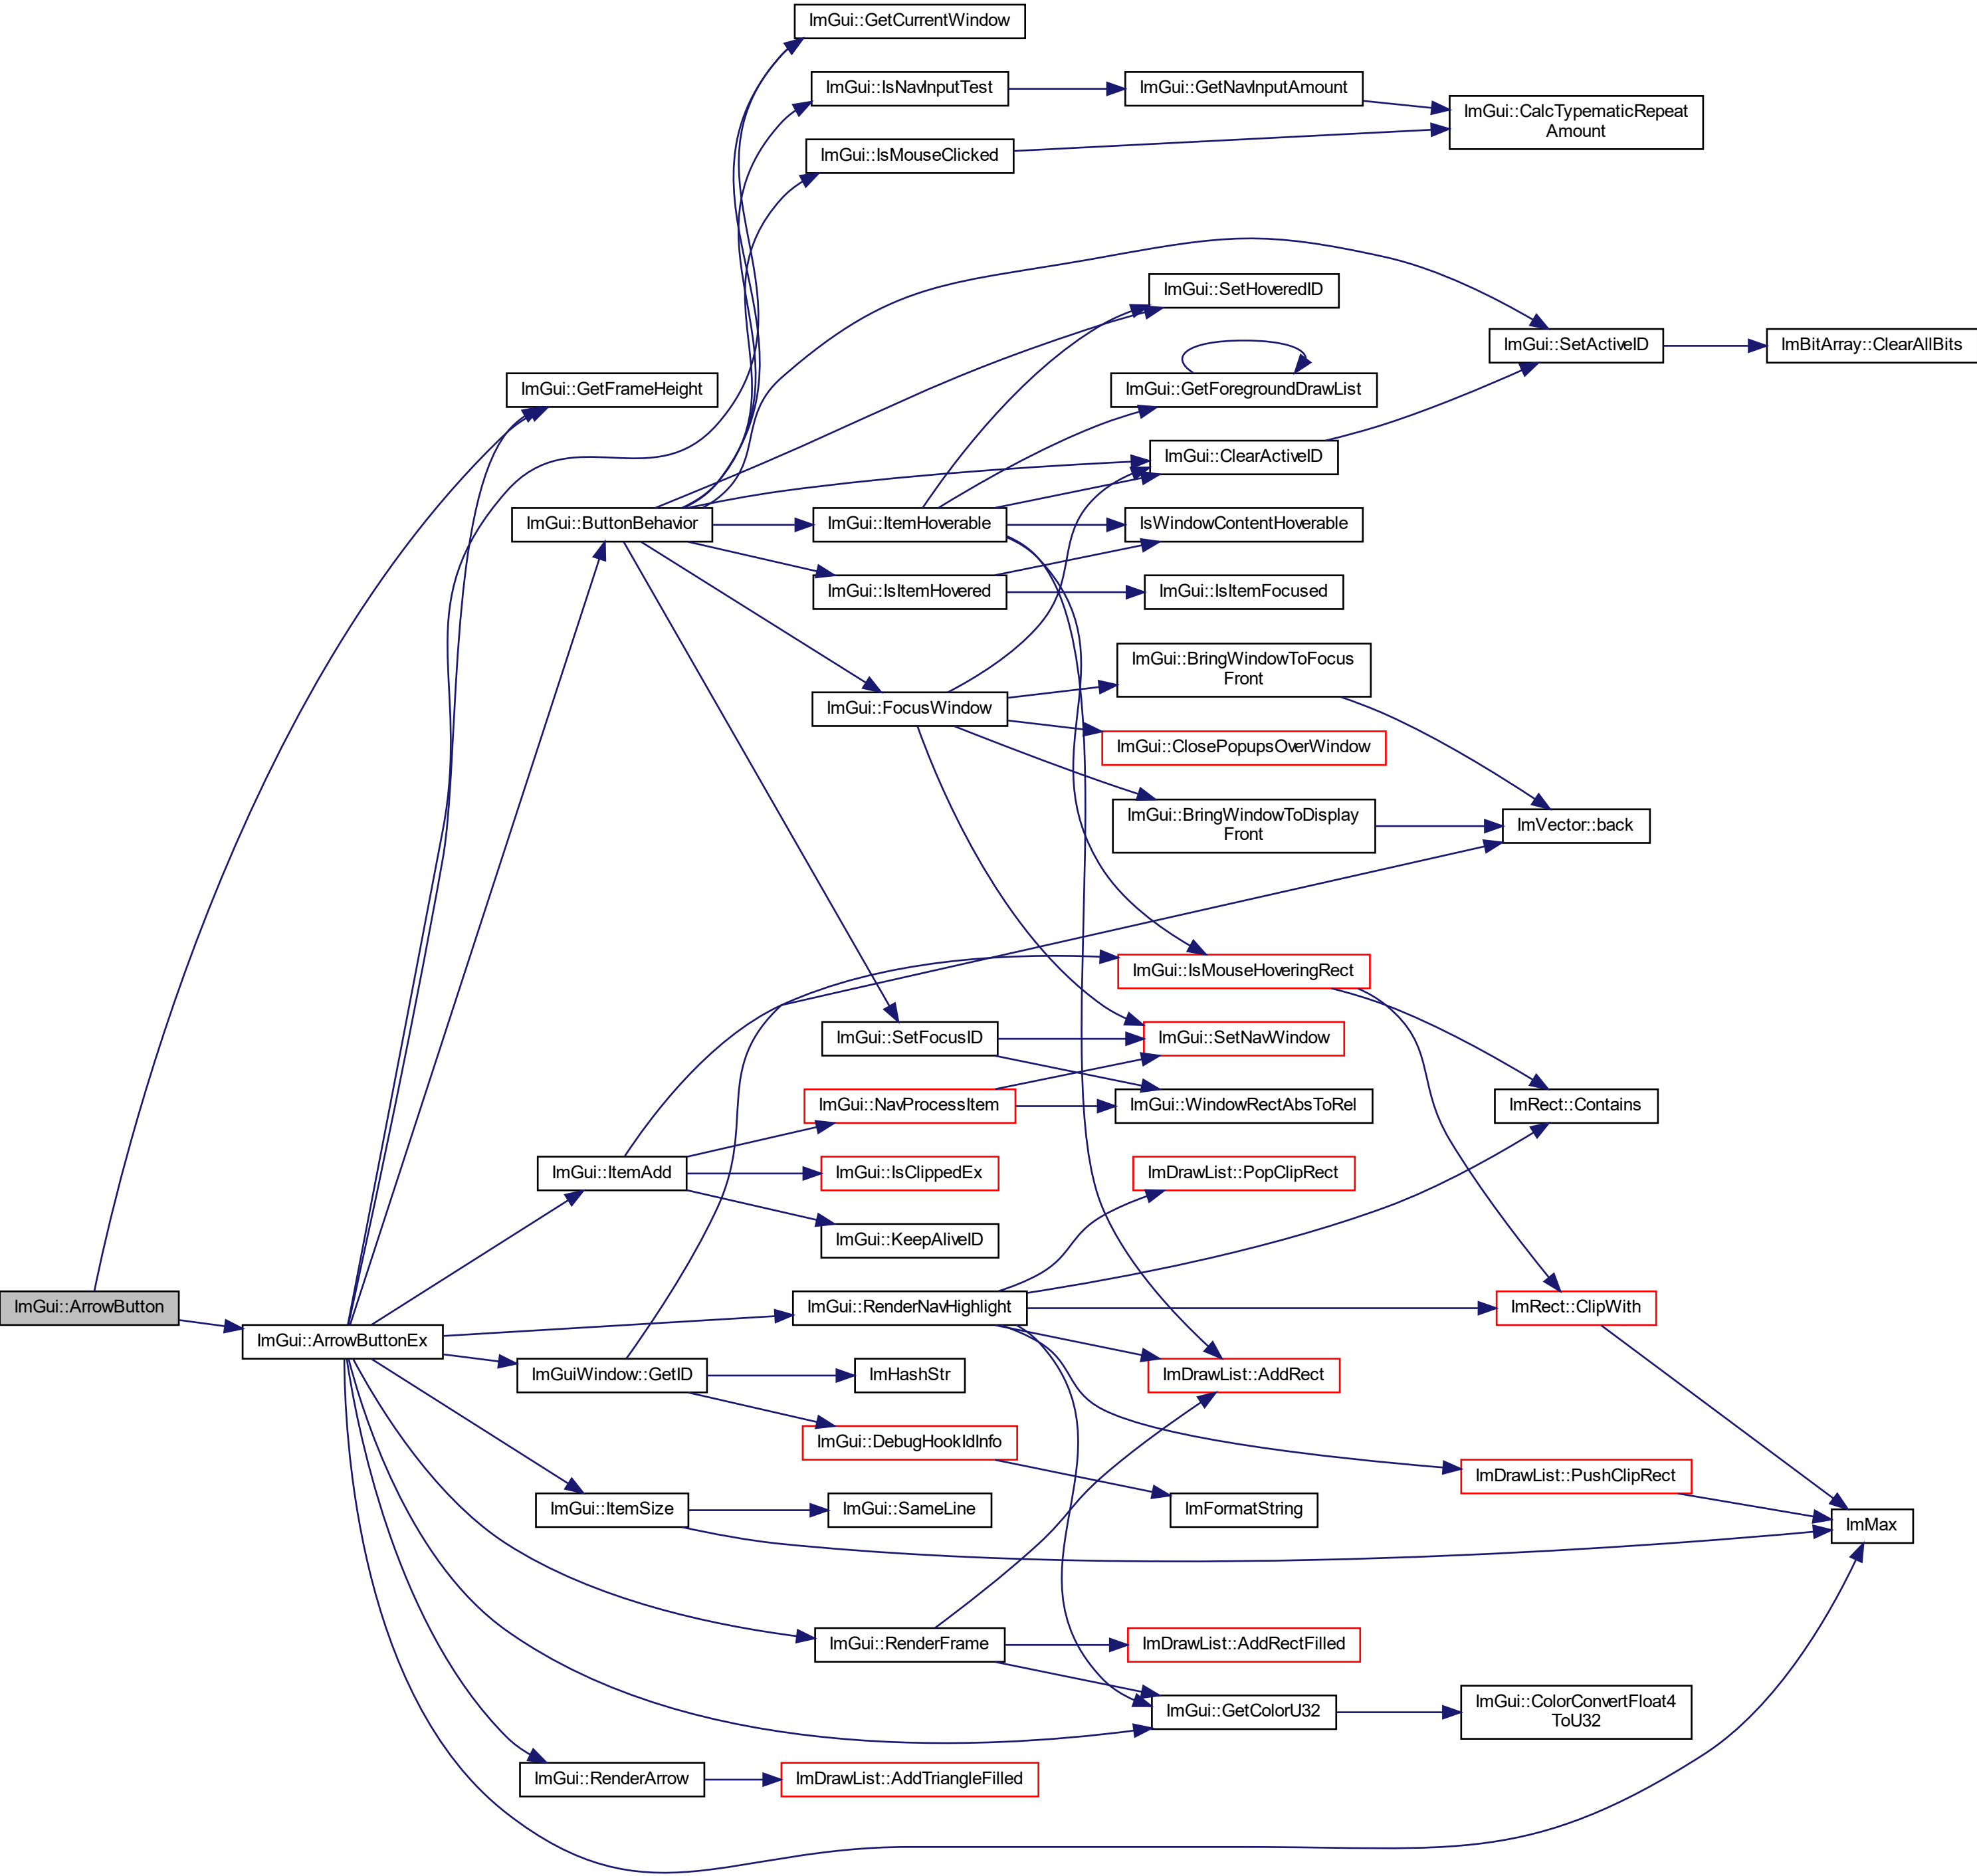 ImGui::GetCurrentWindow
ImGui::IsNavInputTest
ImGui::GetNavInputAmount
ImGui::CalcTypematicRepeat
Amount
ImGui::IsMouseClicked
ImGui::SetHoveredID
ImGui::SetActiveID
ImBitArray::ClearAllBits
ImGui::GetFrameHeight
ImGui::GetForegroundDrawList
ImGui::ClearActiveID
ImGui::ButtonBehavior
ImGui::ItemHoverable
IsWindowContentHoverable
ImGui::IsItemHovered
ImGui::IsItemFocused
ImGui::BringWindowToFocus
Front
ImGui::FocusWindow
ImGui::ClosePopupsOverWindow
ImGui::BringWindowToDisplay
Front
ImVector::back
ImGui::IsMouseHoveringRect
ImGui::SetFocusID
ImGui::SetNavWindow
ImGui::NavProcessItem
ImGui::WindowRectAbsToRel
ImRect::Contains
ImGui::ItemAdd
ImGui::IsClippedEx
ImDrawList::PopClipRect
ImGui::KeepAliveID
ImGui::ArrowButton
ImGui::RenderNavHighlight
ImRect::ClipWith
ImGui::ArrowButtonEx
ImGuiWindow::GetID
ImHashStr
ImDrawList::AddRect
ImGui::DebugHookIdInfo
ImDrawList::PushClipRect
ImGui::ItemSize
ImGui::SameLine
ImFormatString
ImMax
ImGui::RenderFrame
ImDrawList::AddRectFilled
ImGui::GetColorU32
ImGui::ColorConvertFloat4
ToU32
ImGui::RenderArrow
ImDrawList::AddTriangleFilled